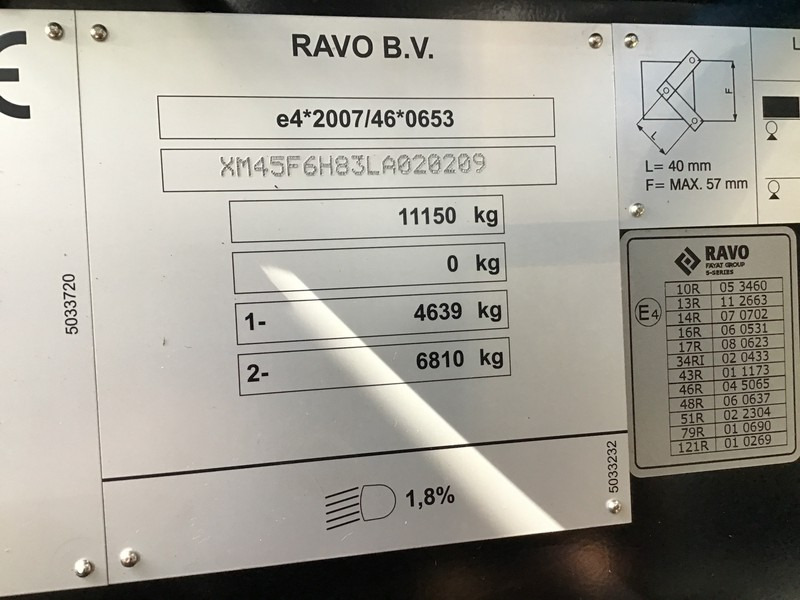 CE
RAVO B.V.
e4*2007/46*0653
XM45F6H83LA020209
11150 kg
0 kg
1- 4639 kg
2- 6810 kg
5033720
1,8%
5033232
F
L
L= 40 mm
F= MAX. 57 mm
L
RAVO
FAYAT GROUP
5-SERIES
E4
10R 05 3460
13R 11 2663
14R 07 0702
16R 06 0531
17R 08 0623
34RI 02 0433
43R 01 1173
46R 04 5065
48R 06 0637
51R 02 2304
79R 01 0690
121R 01 0269